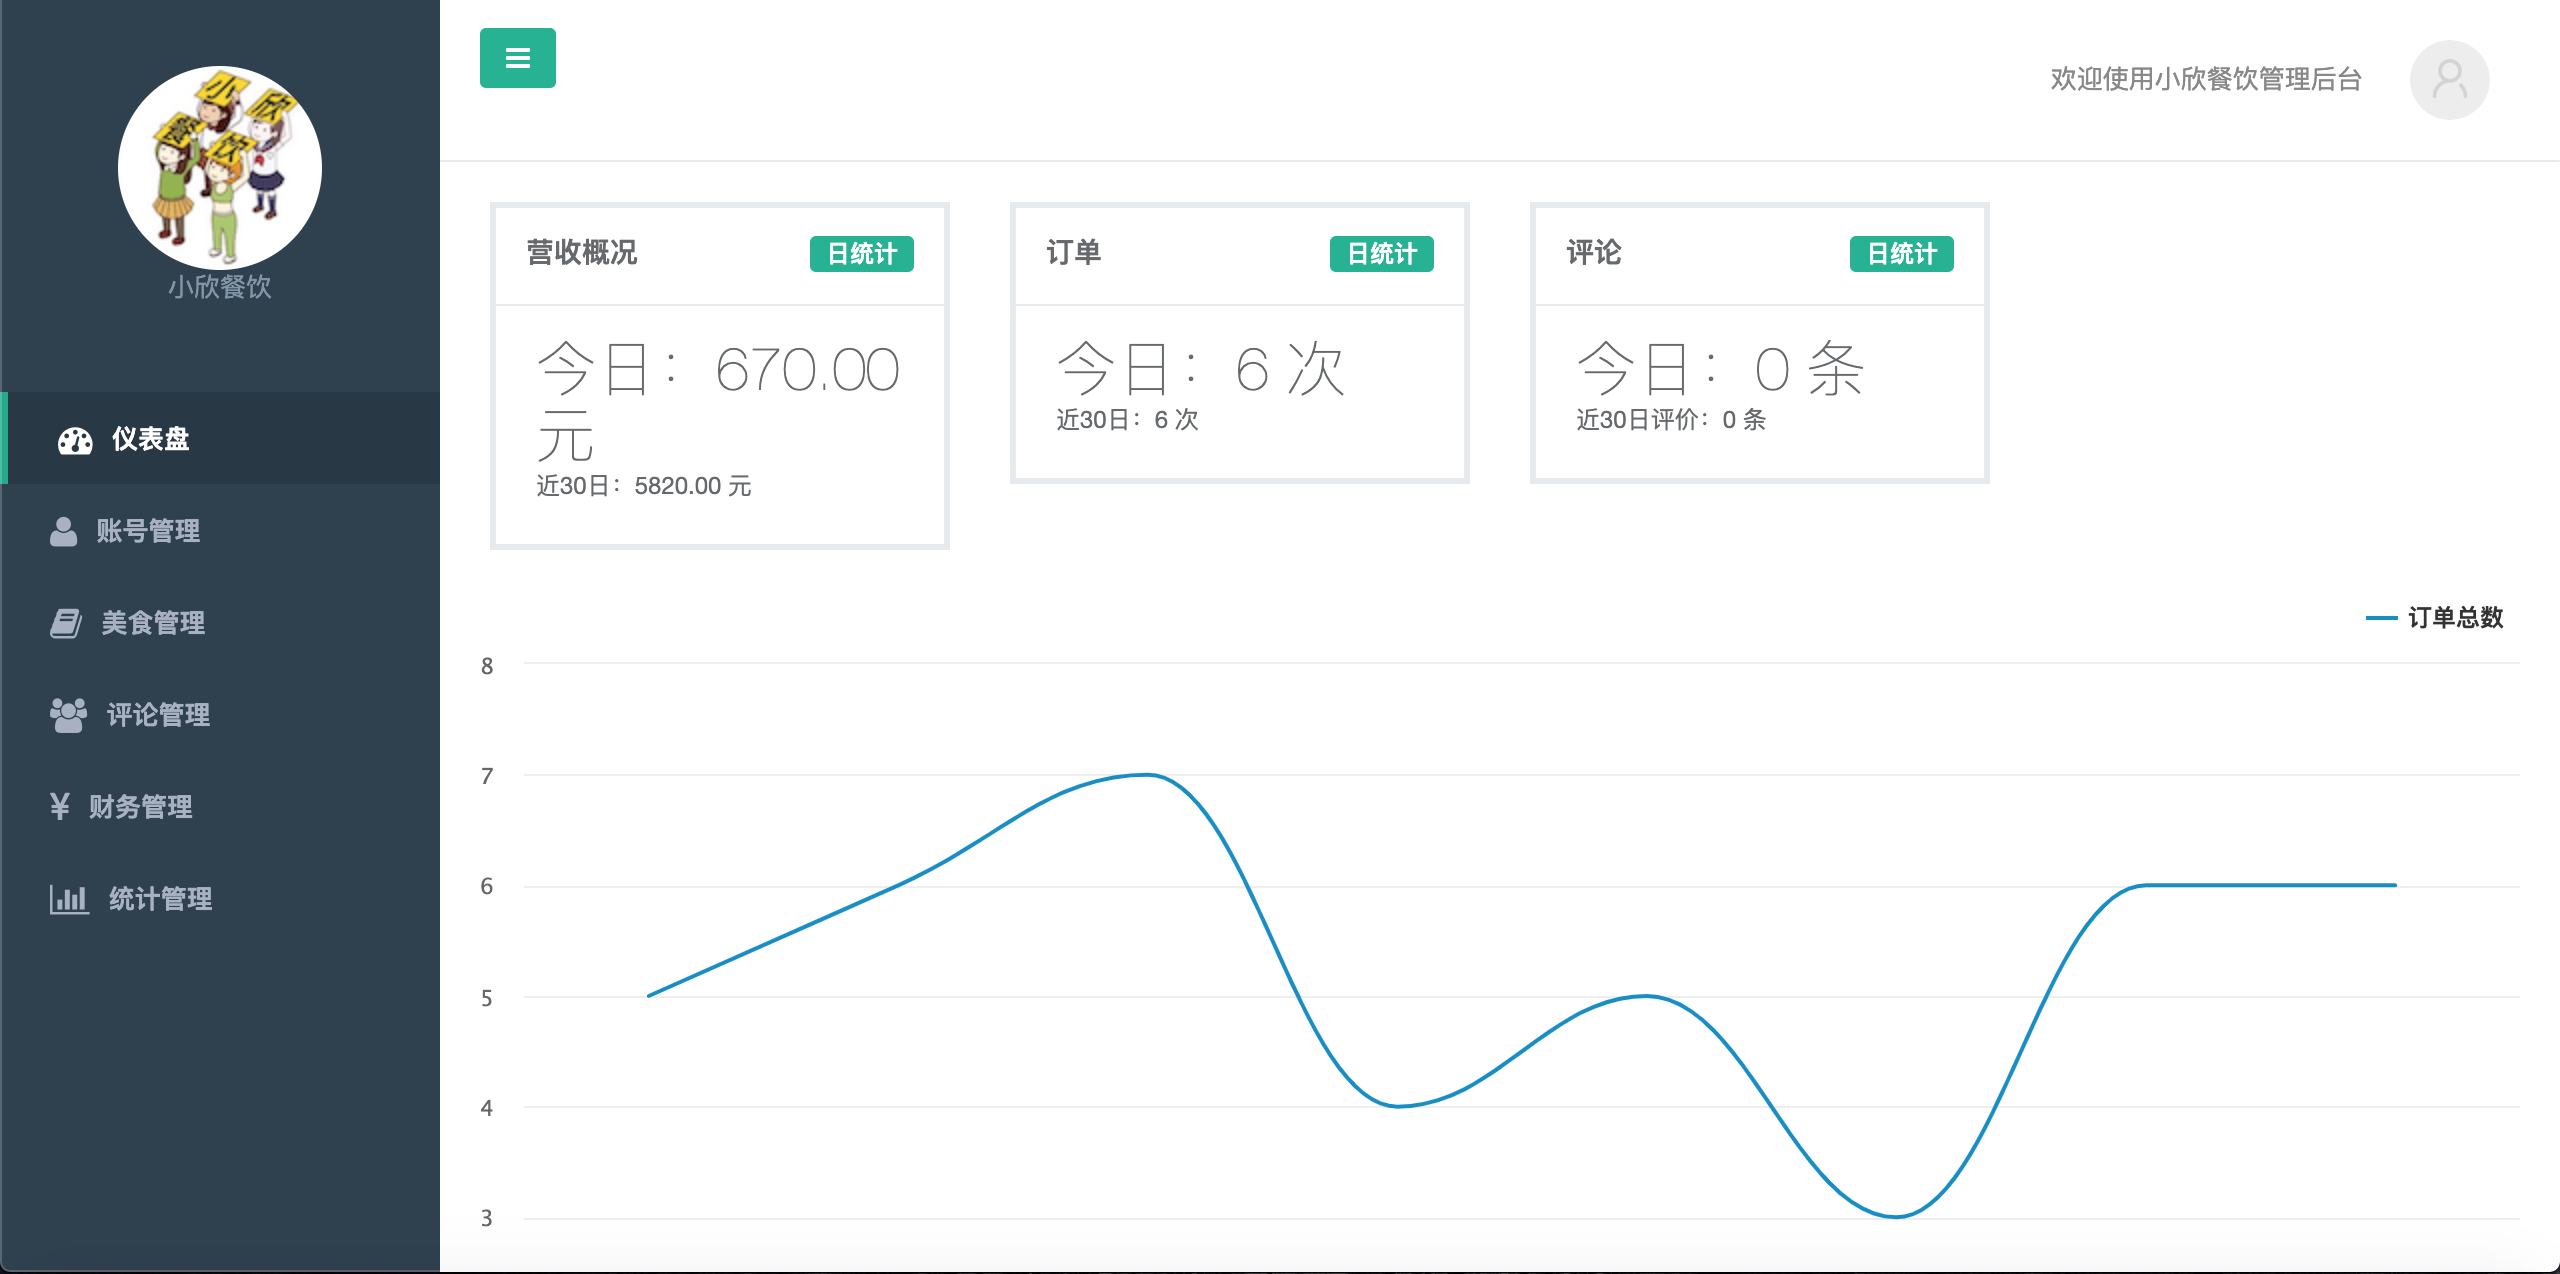 小欣
餐饮
小欣餐饮
仪表盘
账号管理
美食管理
评论管理
¥ 财务管理
统计管理
欢迎使用小欣餐饮管理后台
营收概况 日统计
今日：670.00
元
近30日：5820.00 元
订单 日统计
今日：6 次
近30日：6 次
评论 日统计
今日：0 条
近30日评价：0 条
订单总数
8
7
6
5
4
3